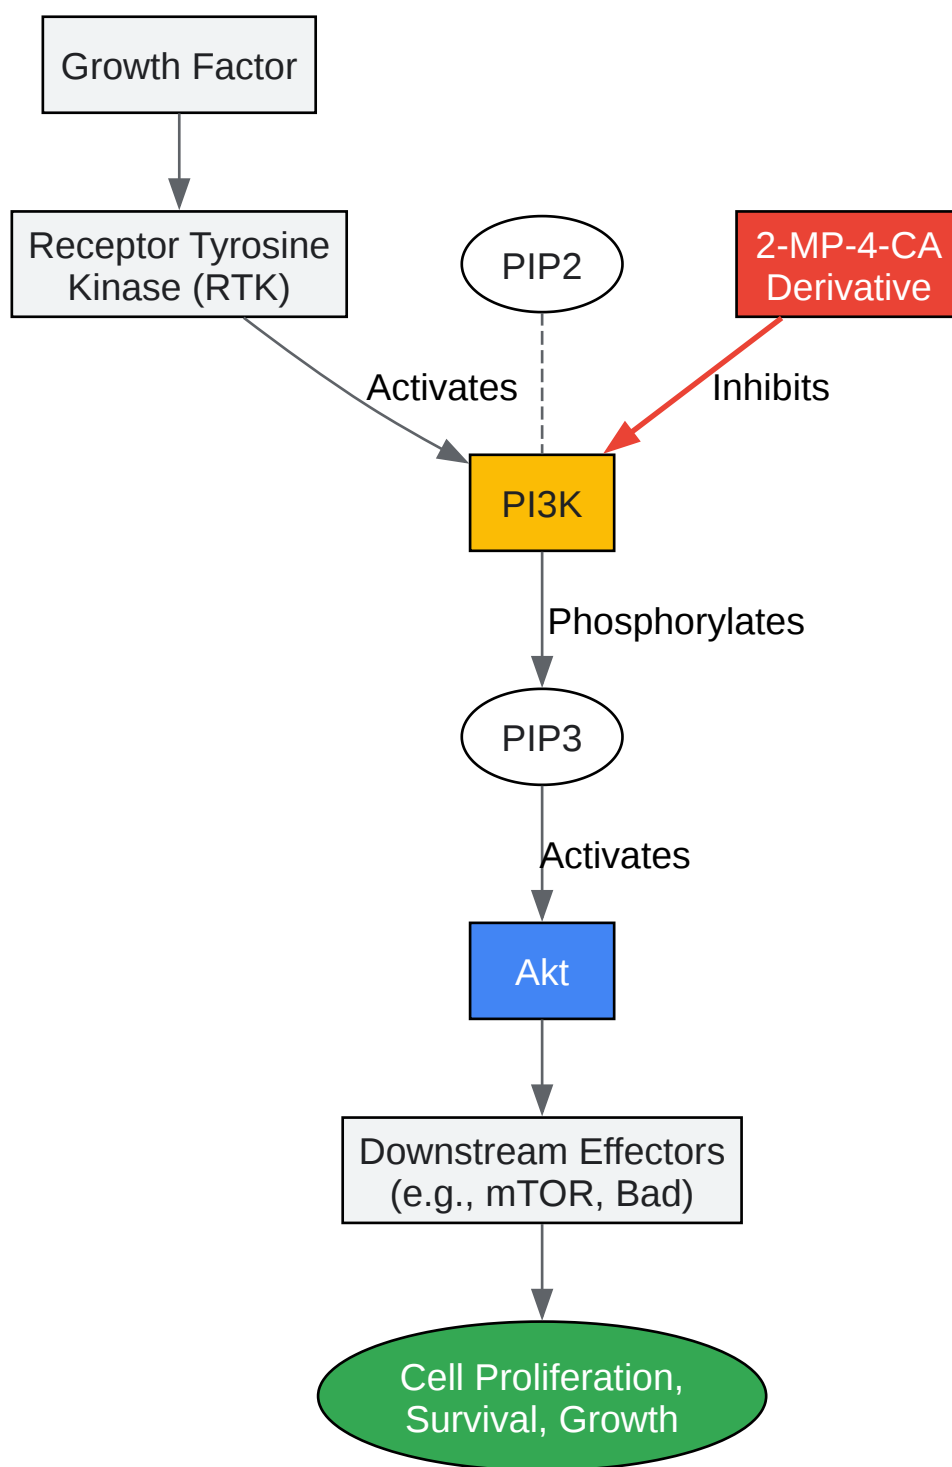 Growth Factor
Receptor Tyrosine
Kinase (RTK)
PIP2
2-MP-4-CA
Derivative
Activates
Inhibits
PI3K
Phosphorylates
PIP3
Activates
Akt
Downstream Effectors
(e.g., mTOR, Bad)
Cell Proliferation,
Survival, Growth